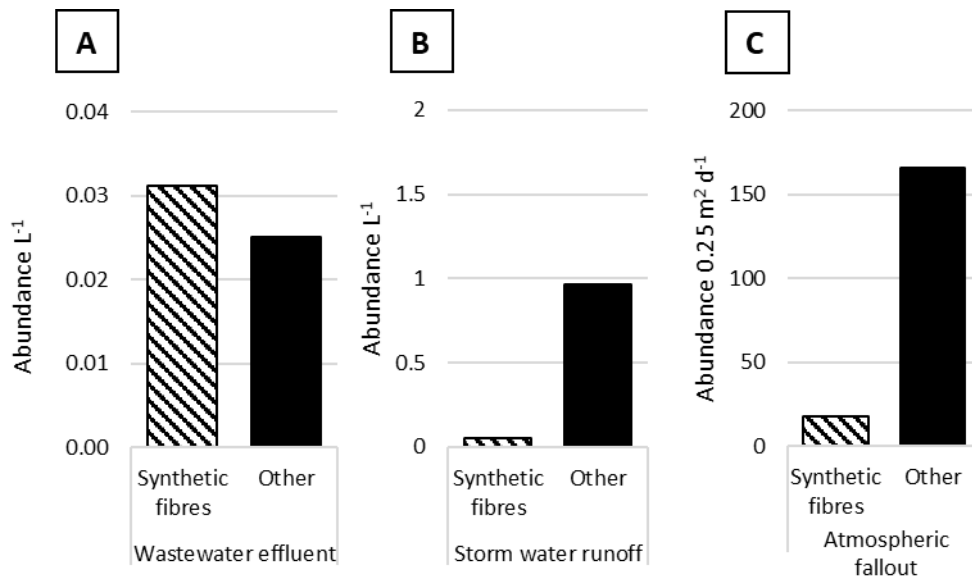 A
Abundance L⁻¹
0.04
0.03
0.02
0.01
0.00
Synthetic fibres
Other
Wastewater effluent
B
Abundance L⁻¹
2
1.5
1
0.5
0
Synthetic fibres
Other
Storm water runoff
C
Abundance 0.25 m² d⁻¹
200
150
100
50
0
Synthetic
fibres
Other
Atmospheric
fallout